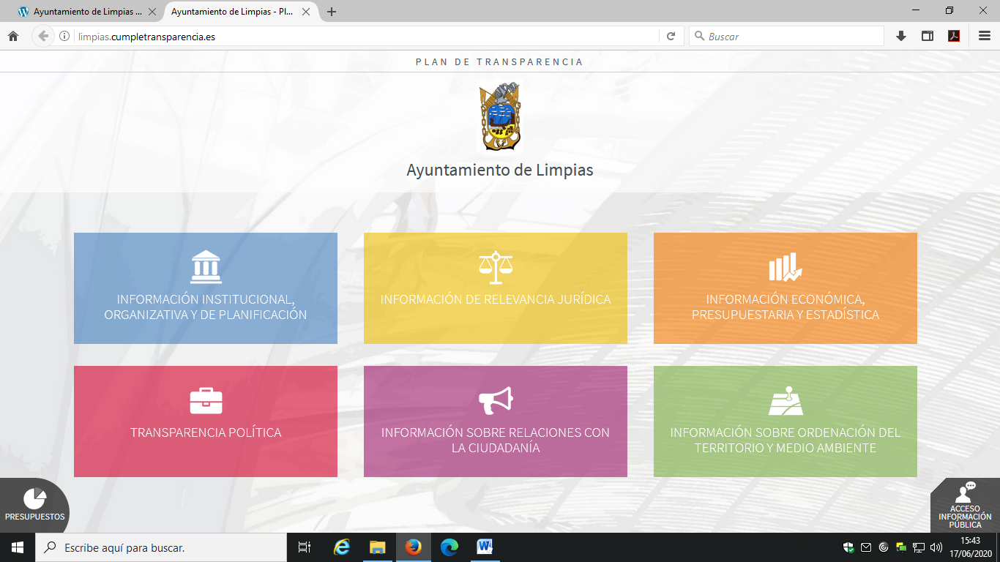 Ayuntamiento de Limpias ...
Ayuntamiento de Limpias - Pl...
limpias.cumpletransparencia.es
Buscar
PLAN DE TRANSPARENCIA
Ayuntamiento de Limpias
INFORMACIÓN INSTITUCIONAL,
ORGANIZATIVA Y DE PLANIFICACIÓN
INFORMACIÓN DE RELEVANCIA JURÍDICA
INFORMACIÓN ECONÓMICA,
PRESUPUESTARIA Y ESTADÍSTICA
TRANSPARENCIA POLÍTICA
INFORMACIÓN SOBRE RELACIONES CON
LA CIUDADANÍA
INFORMACIÓN SOBRE ORDENACIÓN DEL
TERRITORIO Y MEDIO AMBIENTE
PRESUPUESTOS
ACCESO
INFORMACIÓN
PÚBLICA
Escribe aquí para buscar.
15:43
17/06/2020